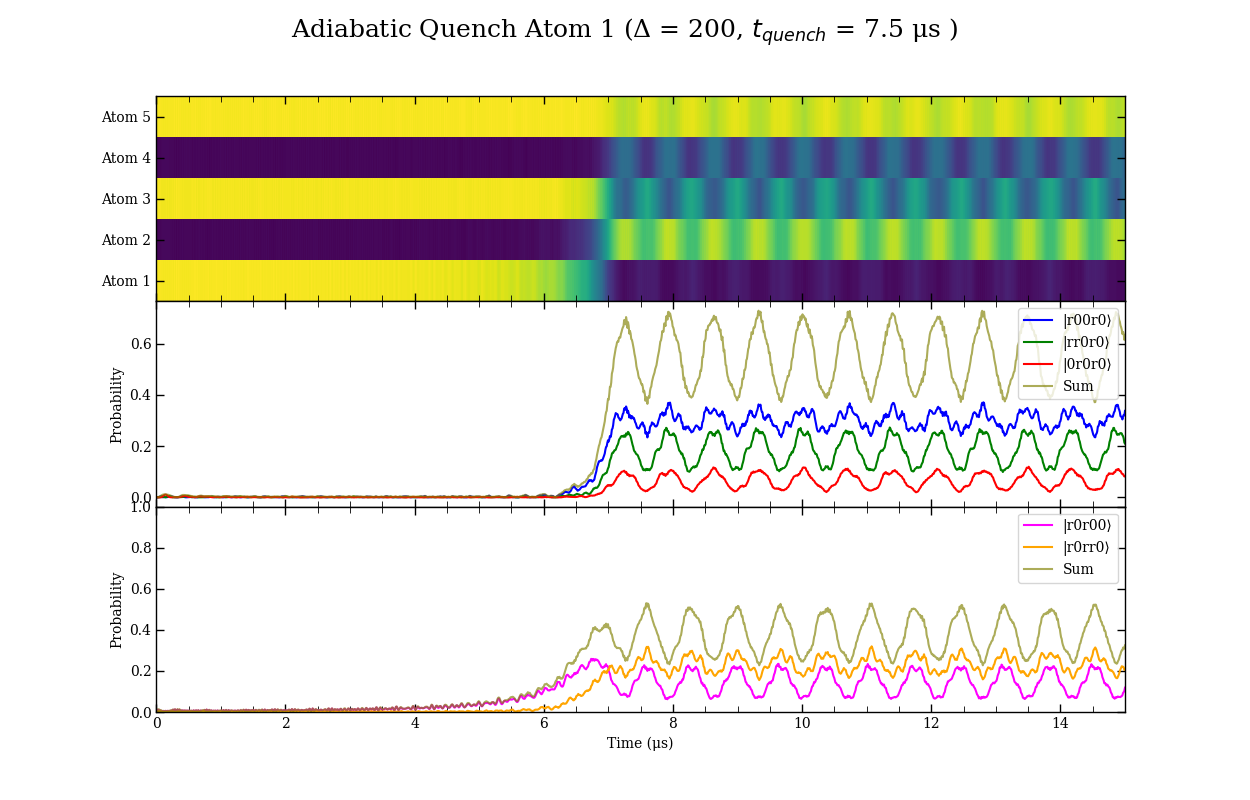 Adiabatic Quench Atom 1 (Δ = 200, t_quench = 7.5 μs )
Atom 5
Atom 4
Atom 3
Atom 2
Atom 1
Probability
0.6
0.4
0.2
0.0
|r00r0⟩
|rr0r0⟩
|0r0r0⟩
Sum
Probability
1.0
0.8
0.6
0.4
0.2
0.0
|r0r00⟩
|r0rr0⟩
Sum
0 2 4 6 8 10 12 14
Time (μs)